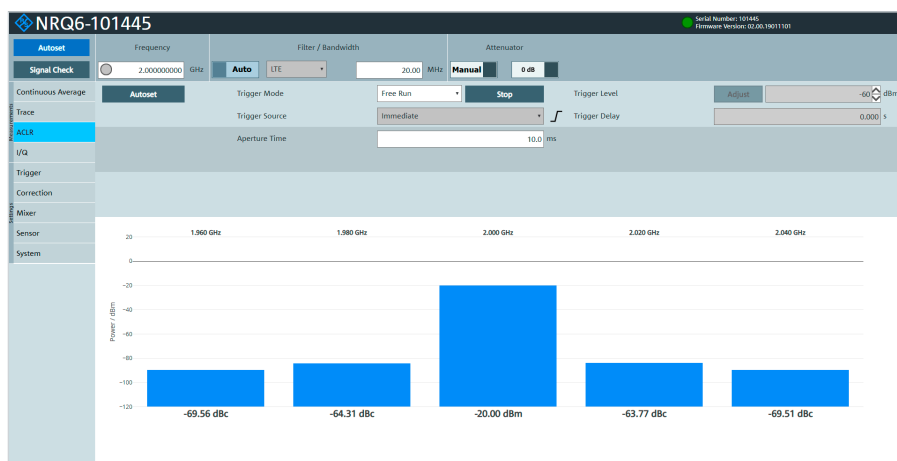 NRQ6-101445
Serial Number: 101445
Firmware Version: 02.00.19011101
Autoset
Signal Check
Frequency
Filter / Bandwidth
Attenuator
2.000000000 GHz
Auto
LTE
20.00 MHz
Manual
0 dB
Measurements
Continuous Average
Trace
ACLR
I/Q
Settings
Trigger
Correction
Mixer
Sensor
System
Autoset
Trigger Mode
Free Run
Stop
Trigger Level
Adjust
-60 dBm
Trigger Source
Immediate
Trigger Delay
0.000 s
Aperture Time
10.0 ms
1.960 GHz 1.980 GHz 2.000 GHz 2.020 GHz 2.040 GHz
Power / dBm
20
0
-20
-40
-60
-80
-100
-120
-69.56 dBc -64.31 dBc -20.00 dBm -63.77 dBc -69.51 dBc